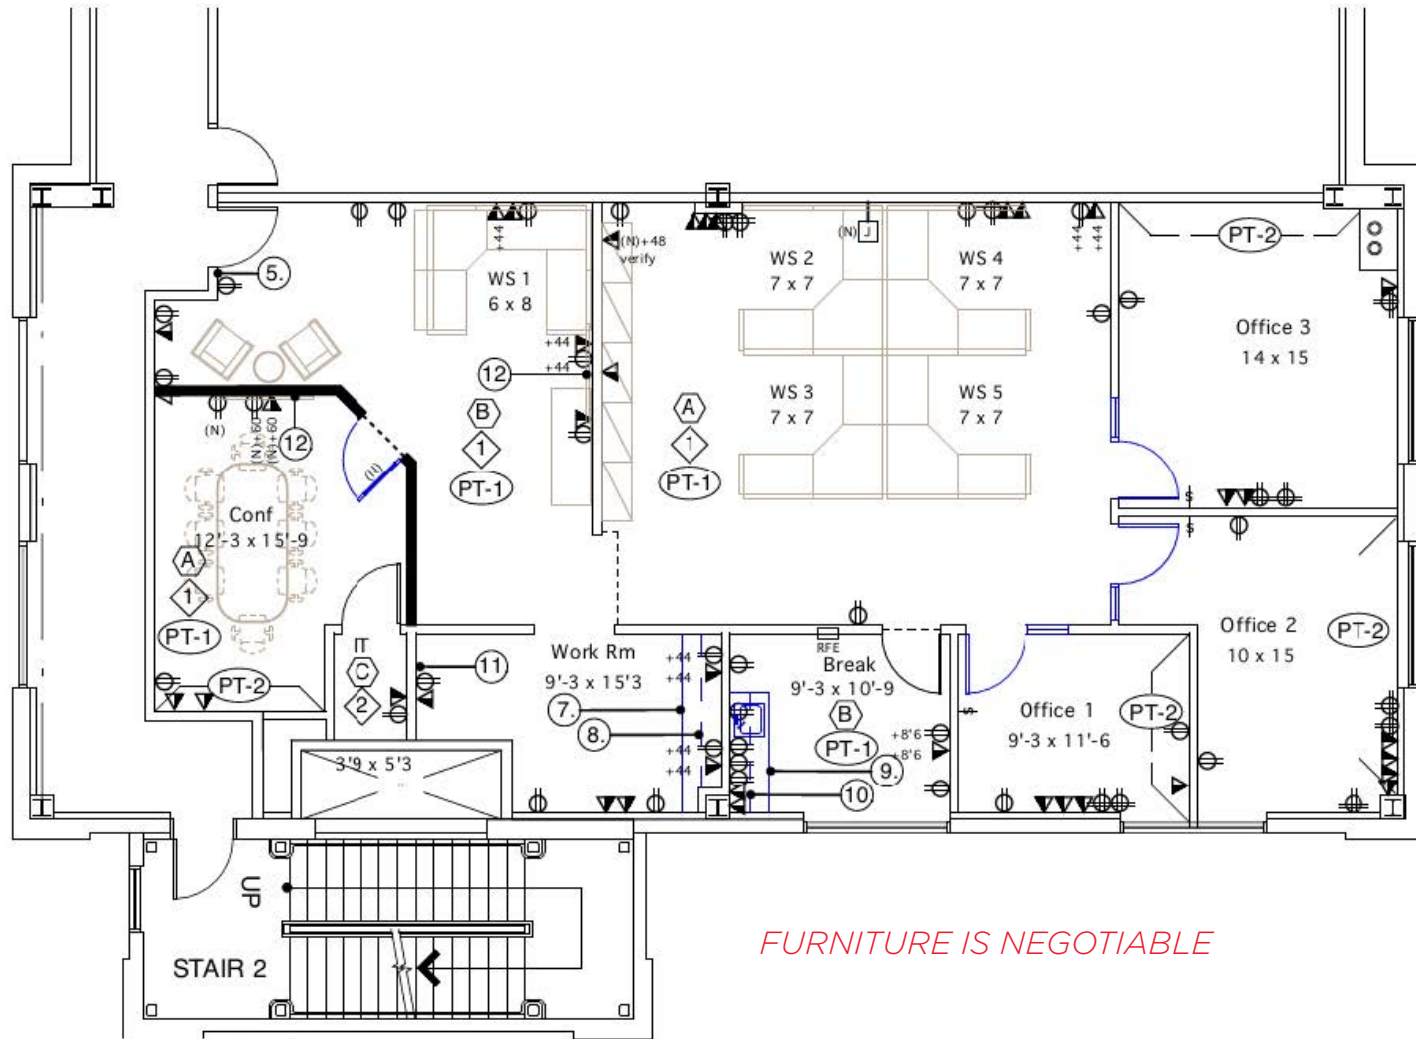 5.
+44
WS 1
6 x 8
(N)+48
verify
(N)
J
WS 2
7 x 7
WS 4
7 x 7
+44
+44
PT-2
Office 3
14 x 15
+44
+44
12.
WS 3
7 x 7
WS 5
7 x 7
B
1
PT-1
A
1
PT-1
(N)
(N)+60
(N)+60
12.
(N)
Conf
12'-3 x 15'-9
A
1
PT-1
PT-2
S
S
Office 2
10 x 15
PT-2
IT
C
2
11.
Work Rm
9'-3 x 15'3
7.
8.
+44
+44
+44
+44
RFE
Break
9'-3 x 10'-9
B
PT-1
+8'6
+8'6
9.
10.
S
Office 1
9'-3 x 11'-6
PT-2
3'9 x 5'3
UP
STAIR 2
FURNITURE IS NEGOTIABLE